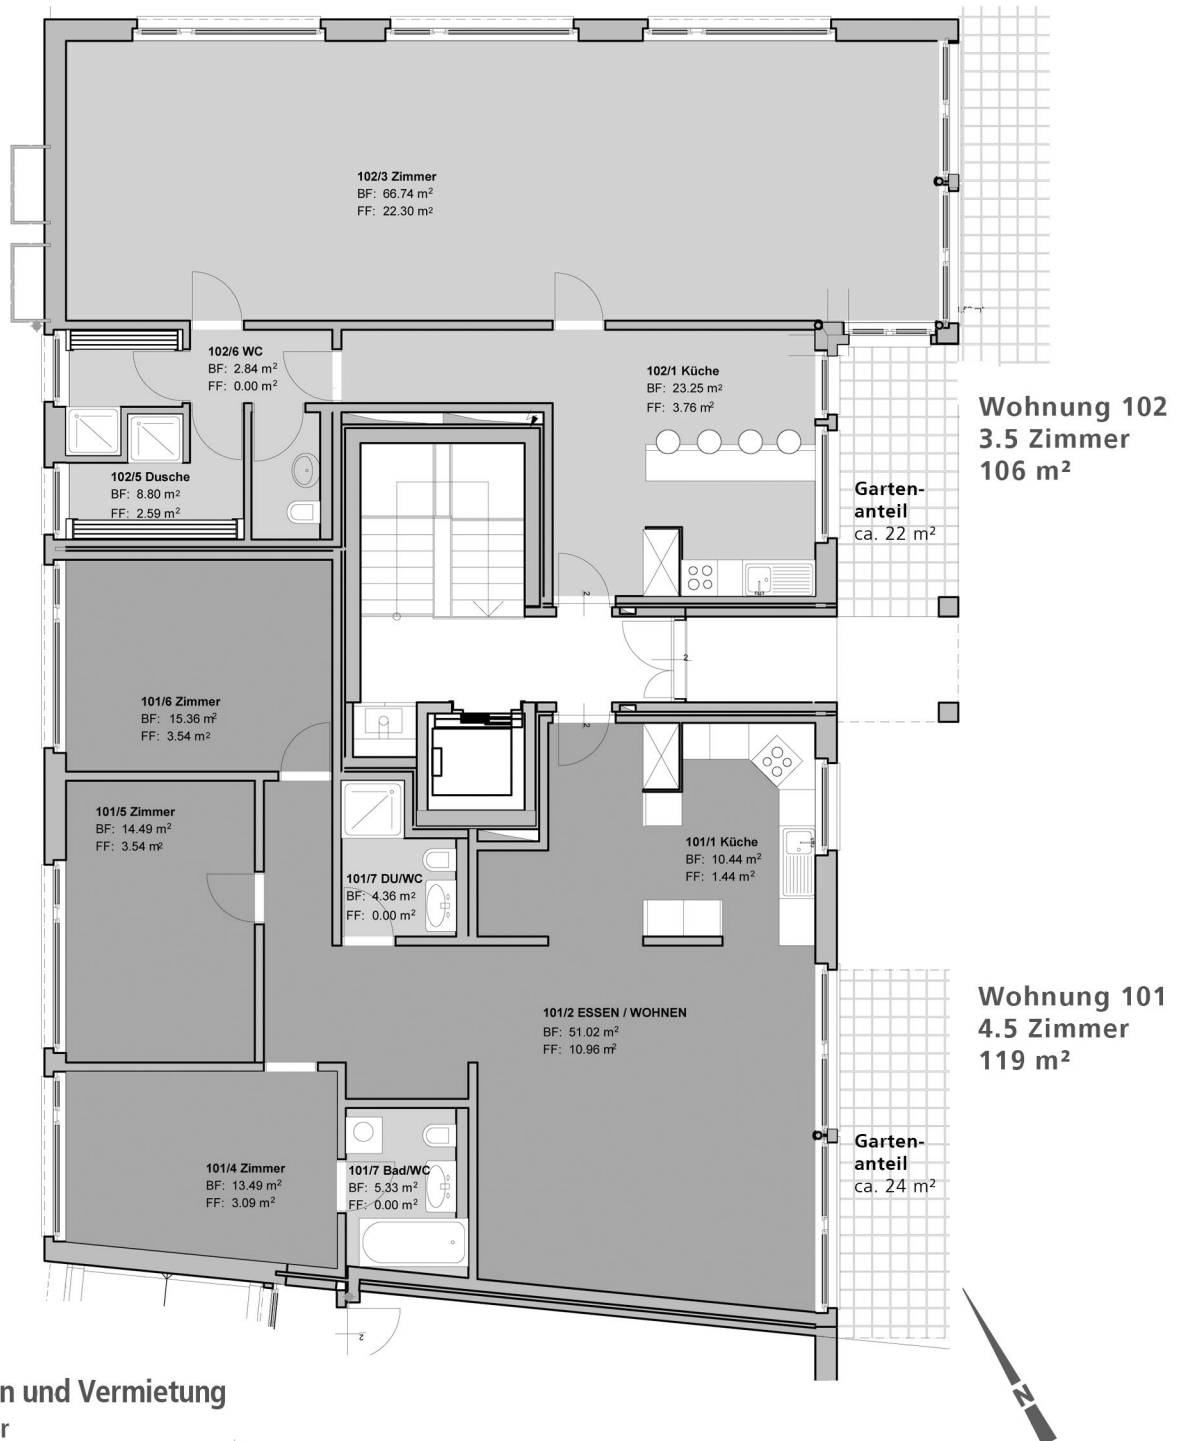 102/3 Zimmer
BF: 66.74 m²
FF: 22.30 m²
102/6 WC
BF: 2.84 m²
FF: 0.00 m²
102/1 Küche
BF: 23.25 m²
FF: 3.76 m²
Wohnung 102
3.5 Zimmer
106 m²
102/5 Dusche
BF: 8.80 m²
FF: 2.59 m²
Garten-
anteil
ca. 22 m²
2
2
2
101/6 Zimmer
BF: 15.36 m²
FF: 3.54 m²
101/5 Zimmer
BF: 14.49 m²
FF: 3.54 m²
101/1 Küche
BF: 10.44 m²
FF: 1.44 m²
101/7 DU/WC
BF: 4.36 m²
FF: 0.00 m²
101/2 ESSEN / WOHNEN
BF: 51.02 m²
FF: 10.96 m²
Wohnung 101
4.5 Zimmer
119 m²
Garten-
anteil
ca. 24 m²
101/4 Zimmer
BF: 13.49 m²
FF: 3.09 m²
101/7 Bad/WC
BF: 5.33 m²
FF: 0.00 m²
2
N
n und Vermietung
r